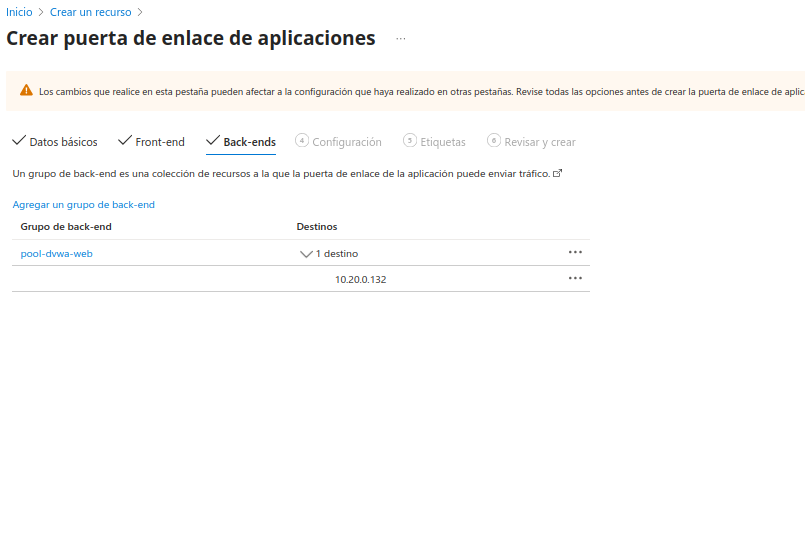 Inicio > Crear un recurso >
Crear puerta de enlace de aplicaciones ...
Los cambios que realice en esta pestaña pueden afectar a la configuración que haya realizado en otras pestañas. Revise todas las opciones antes de crear la puerta de enlace de aplic
Datos básicos Front-end Back-ends 4 Configuración 5 Etiquetas 6 Revisar y crear
Un grupo de back-end es una colección de recursos a la que la puerta de enlace de la aplicación puede enviar tráfico.
Agregar un grupo de back-end
Grupo de back-end Destinos
pool-dvwa-web 1 destino ...
10.20.0.132 ...